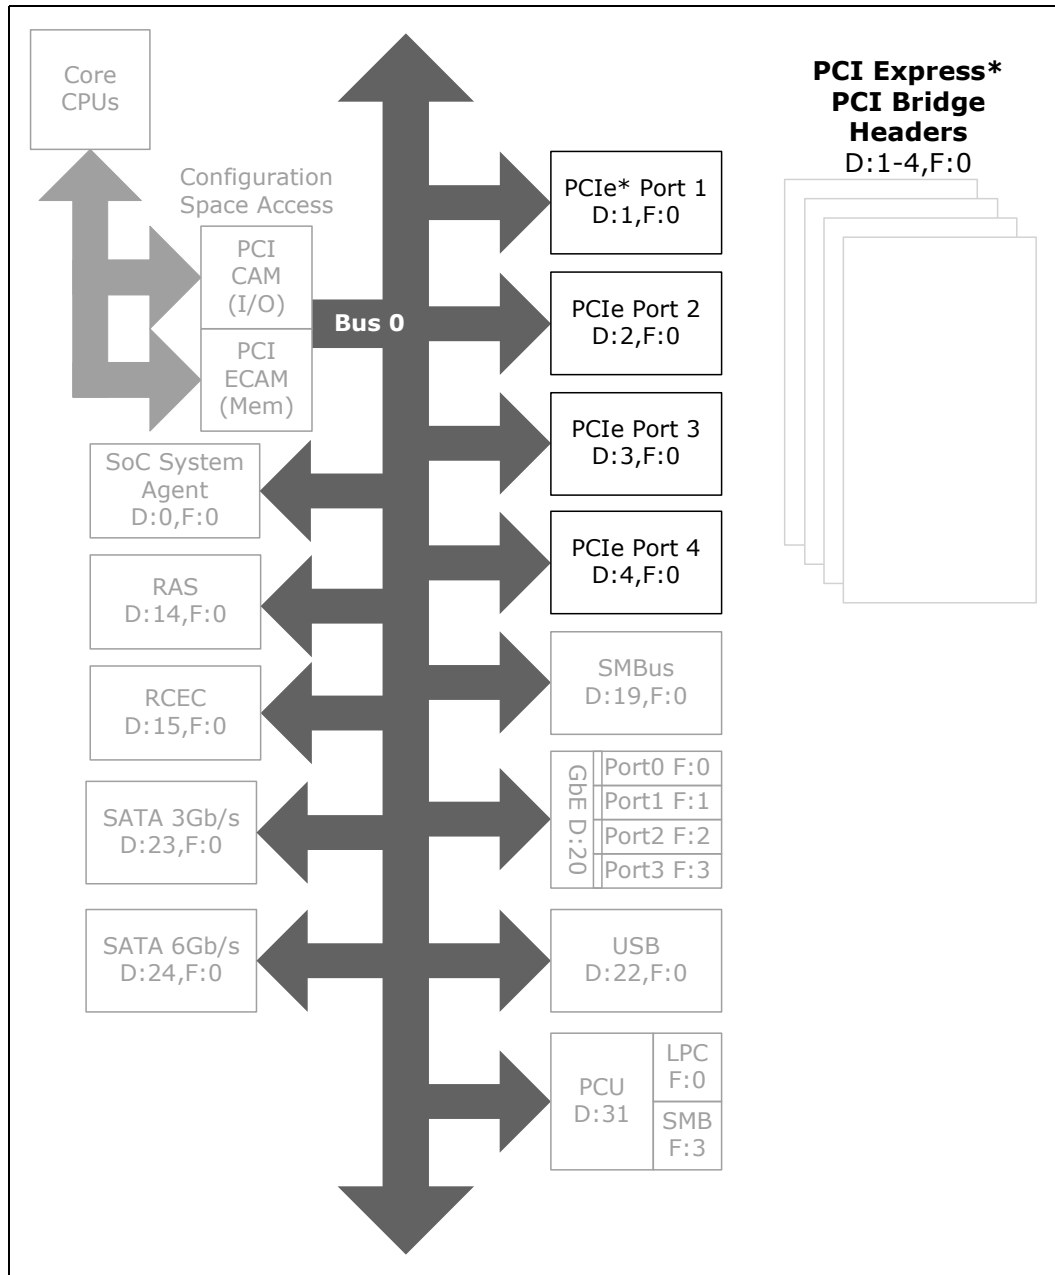 Core
CPUs
Configuration
Space Access
PCI
CAM
(I/O)
PCI
ECAM
(Mem)
Bus 0
SoC System
Agent
D:0,F:0
RAS
D:14,F:0
RCEC
D:15,F:0
SATA 3Gb/s
D:23,F:0
SATA 6Gb/s
D:24,F:0
PCIe* Port 1
D:1,F:0
PCIe Port 2
D:2,F:0
PCIe Port 3
D:3,F:0
PCIe Port 4
D:4,F:0
SMBus
D:19,F:0
GbE D:20
Port0 F:0
Port1 F:1
Port2 F:2
Port3 F:3
USB
D:22,F:0
PCU
D:31
LPC
F:0
SMB
F:3
PCI Express*
PCI Bridge
Headers
D:1-4,F:0